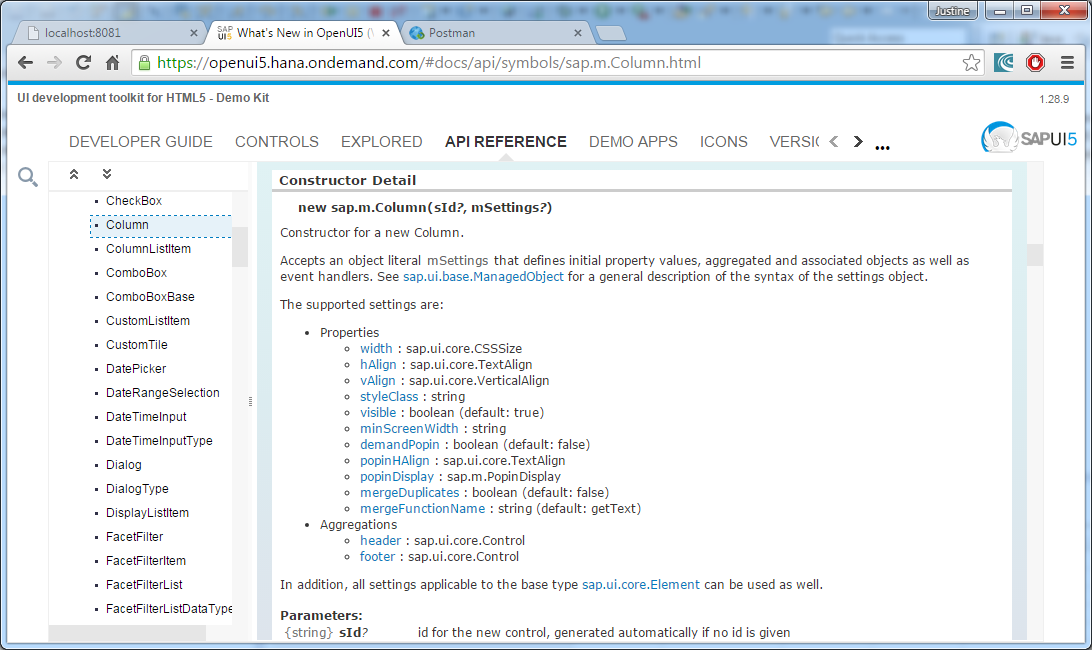 Justine
localhost:8081
SAP UI5 What's New in OpenUI5 (
Postman
https://openui5.hana.ondemand.com/#docs/api/symbols/sap.m.Column.html
UI development toolkit for HTML5 - Demo Kit
1.28.9
DEVELOPER GUIDE CONTROLS EXPLORED API REFERENCE DEMO APPS ICONS VERSIC ...
SAPUI5
CheckBox
Column
ColumnListItem
ComboBox
ComboBoxBase
CustomListItem
CustomTile
DatePicker
DateRangeSelection
DateTimeInput
DateTimeInputType
Dialog
DialogType
DisplayListItem
FacetFilter
FacetFilterItem
FacetFilterList
FacetFilterListDataType
Constructor Detail
new sap.m.Column(sId?, mSettings?)
Constructor for a new Column.
Accepts an object literal mSettings that defines initial property values, aggregated and associated objects as well as
event handlers. See sap.ui.base.ManagedObject for a general description of the syntax of the settings object.
The supported settings are:
• Properties
◦ width : sap.ui.core.CSSSize
◦ hAlign : sap.ui.core.TextAlign
◦ vAlign : sap.ui.core.VerticalAlign
◦ styleClass : string
◦ visible : boolean (default: true)
◦ minScreenWidth : string
◦ demandPopin : boolean (default: false)
◦ popinHAlign : sap.ui.core.TextAlign
◦ popinDisplay : sap.m.PopinDisplay
◦ mergeDuplicates : boolean (default: false)
◦ mergeFunctionName : string (default: getText)
• Aggregations
◦ header : sap.ui.core.Control
◦ footer : sap.ui.core.Control
In addition, all settings applicable to the base type sap.ui.core.Element can be used as well.
Parameters:
{string} sId? id for the new control, generated automatically if no id is given